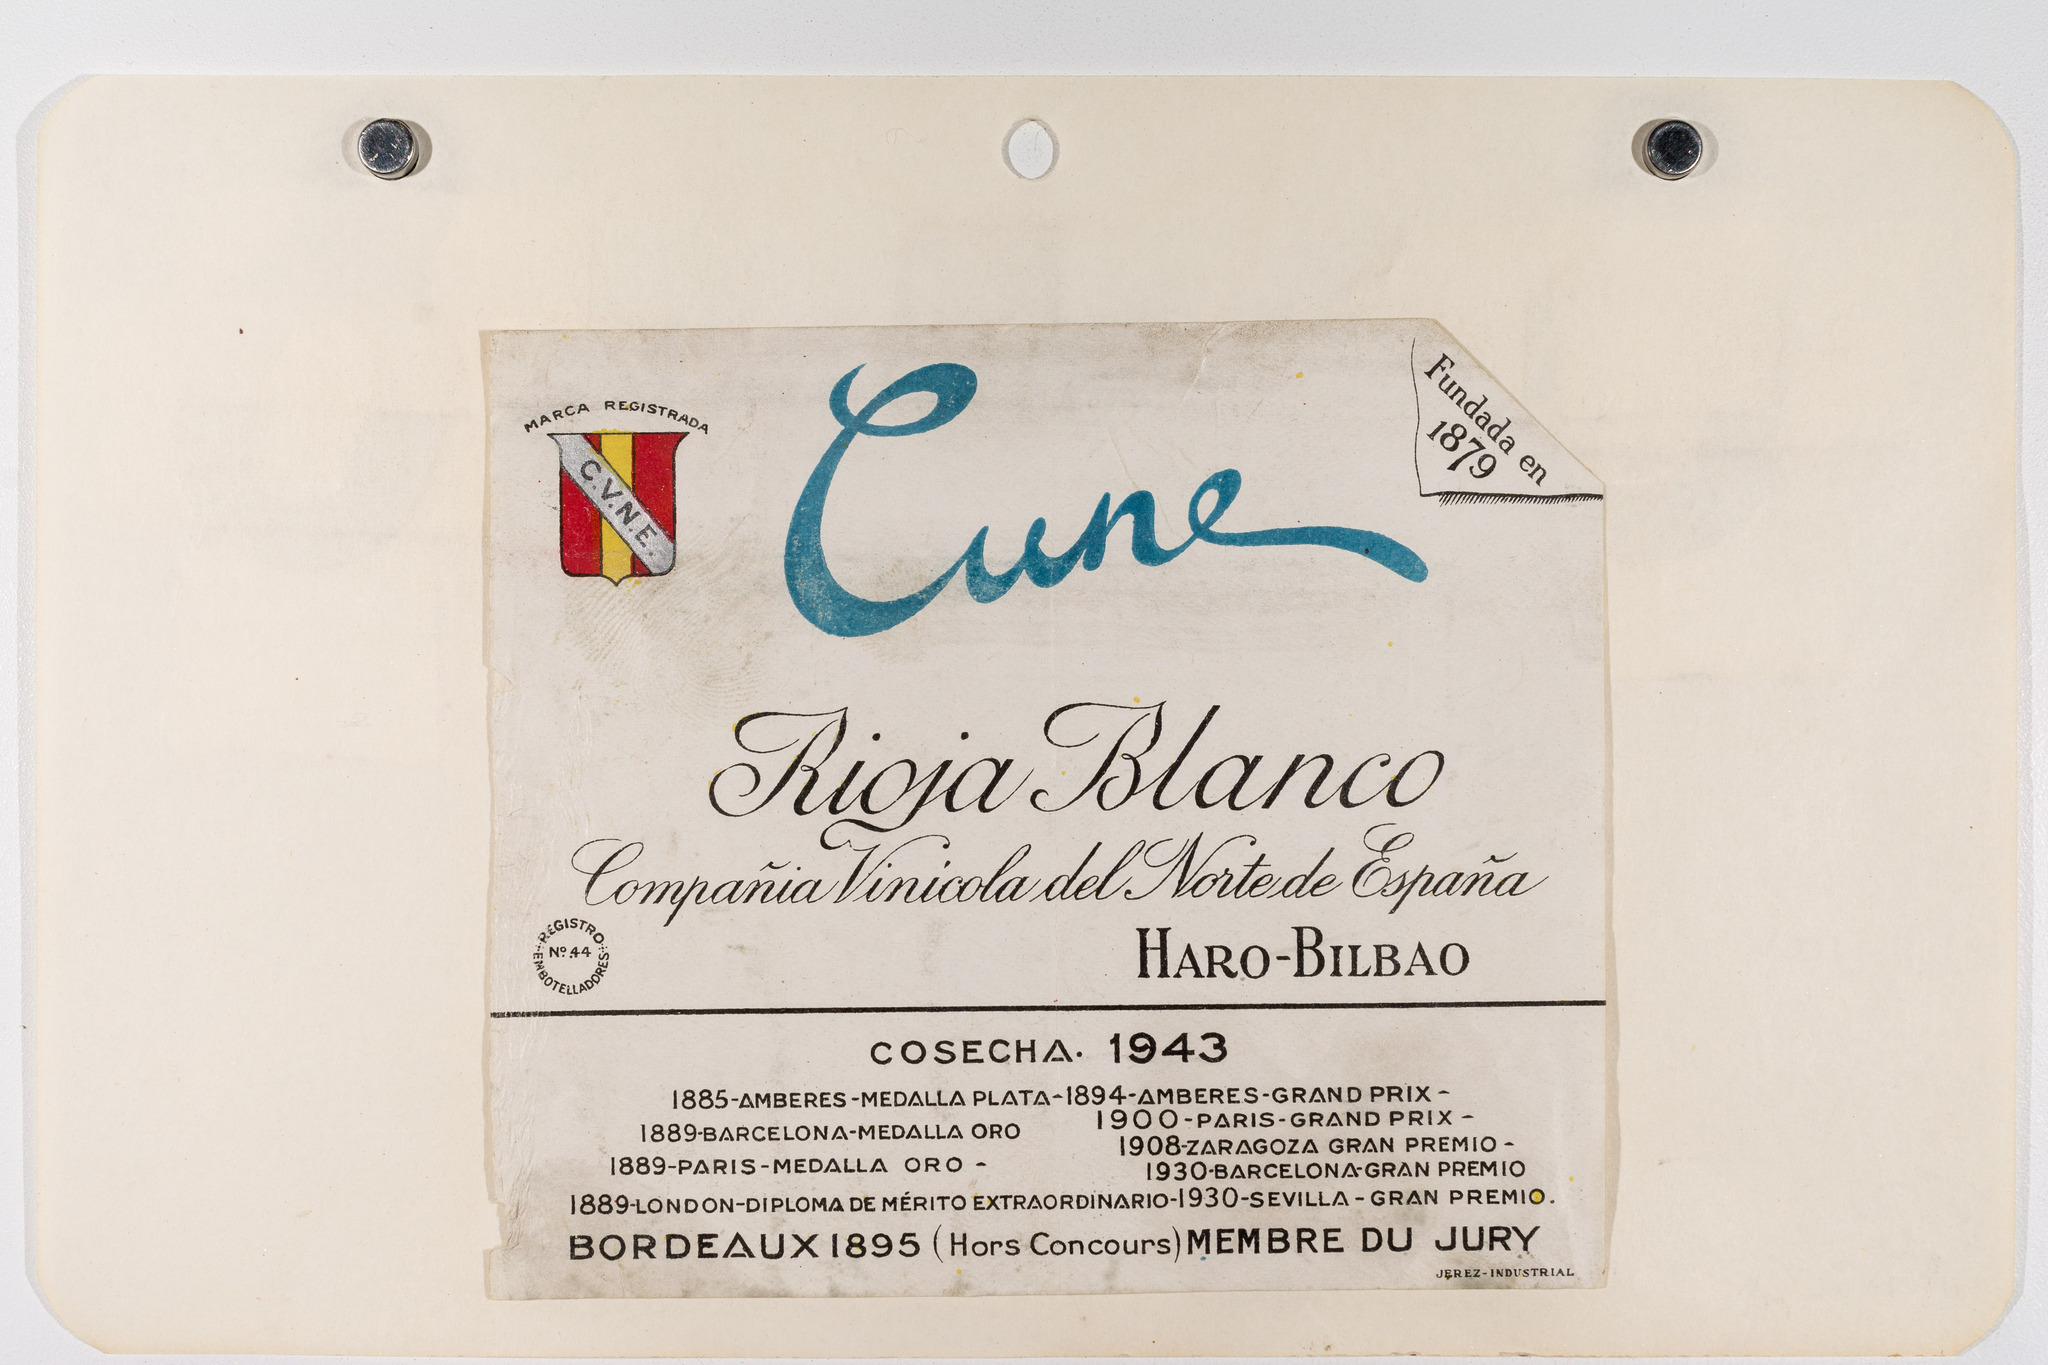 MARCA REGISTRADA
C.V.N.E.
Cune
Fundada en
1879
Rioja Blanco
Compañia Vinicola del Norte de España
REGISTRO
Nº 44
EMBOTELLADORES
HARO-BILBAO
COSECHA. 1943
1885-AMBERES-MEDALLA PLATA-1894-AMBERES-GRAND PRIX-
1900-PARIS-GRAND PRIX-
1889-BARCELONA-MEDALLA ORO
1908-ZARAGOZA GRAN PREMIO-
1889-PARIS-MEDALLA ORO-
1930-BARCELONA-GRAN PREMIO
1889-LONDON-DIPLOMA DE MÉRITO EXTRAORDINARIO-1930-SEVILLA-GRAN PREMIO.
BORDEAUX 1895 (Hors Concours) MEMBRE DU JURY
JEREZ-INDUSTRIAL